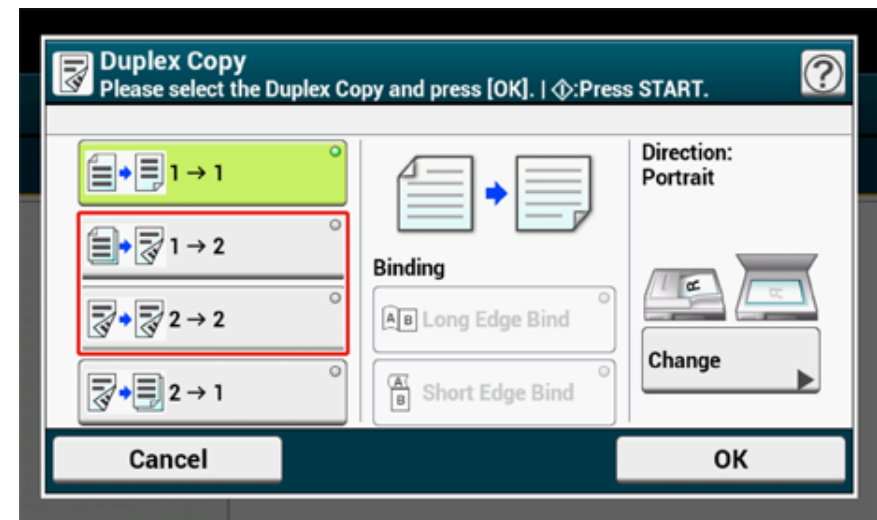 Duplex Copy
Please select the Duplex Copy and press [OK]. | :Press START.
?
1 → 1
1 → 2
2 → 2
2 → 1
Binding
A B Long Edge Bind
A
B
Short Edge Bind
Direction:
Portrait
R
R
Change
Cancel
OK